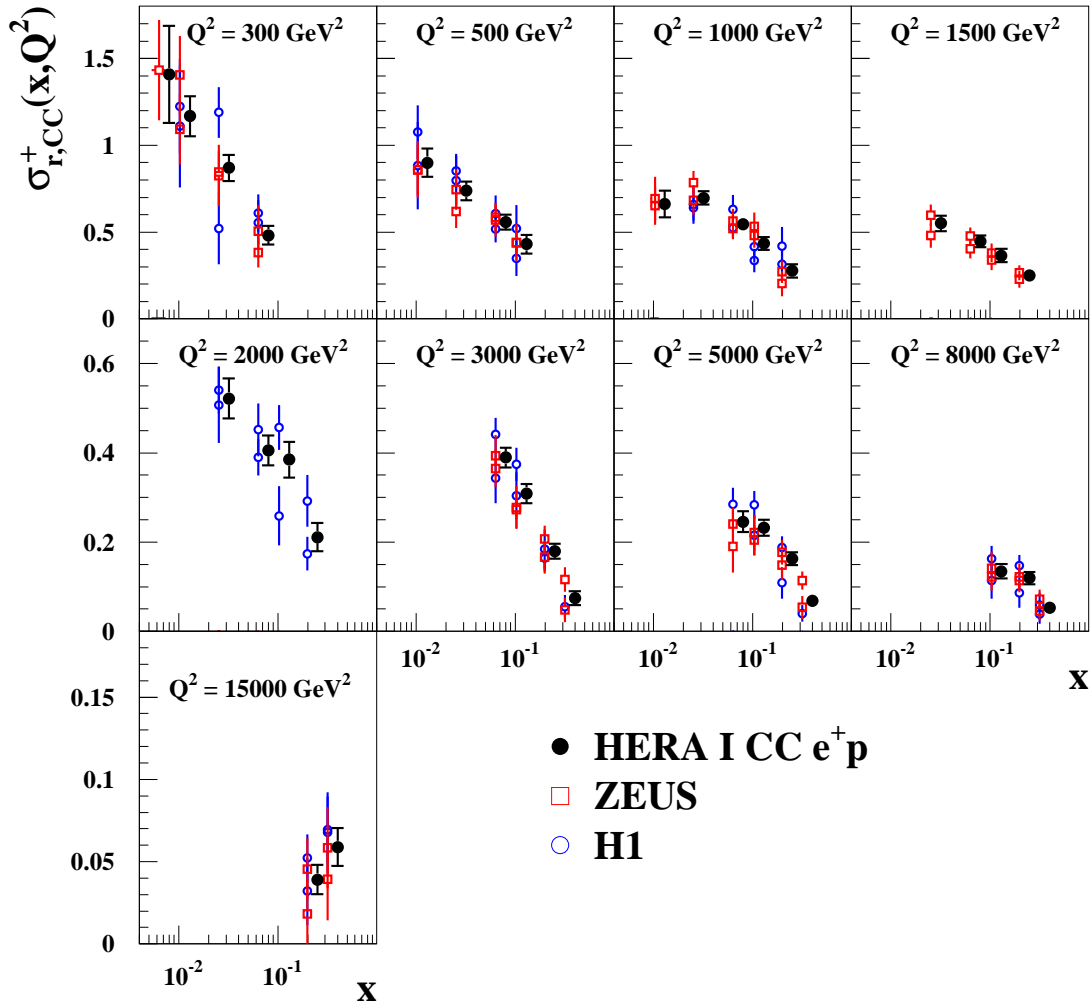 σ⁺r,CC(x,Q²)
Q² = 300 GeV²
Q² = 500 GeV²
Q² = 1000 GeV²
Q² = 1500 GeV²
1.5
1
0.5
0
Q² = 2000 GeV²
Q² = 3000 GeV²
Q² = 5000 GeV²
Q² = 8000 GeV²
0.6
0.4
0.2
0
10⁻² 10⁻¹ 10⁻² 10⁻¹ 10⁻² 10⁻¹
x
Q² = 15000 GeV²
0.15
0.1
0.05
0
10⁻² 10⁻¹
x
HERA I CC e⁺p
ZEUS
H1